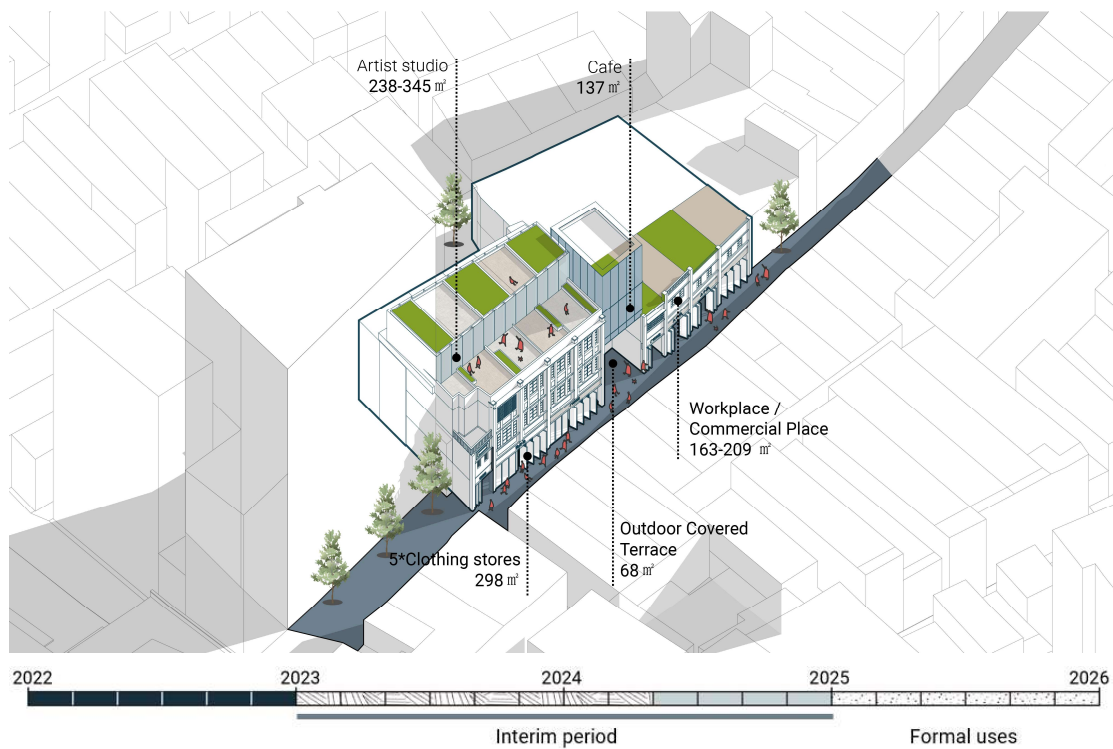 Artist studio
238-345 ㎡
Cafe
137 ㎡
Workplace /
Commercial Place
163-209 ㎡
Outdoor Covered
Terrace
68 ㎡
5*Clothing stores
298 ㎡
2022
2023
2024
2025
2026
Interim period
Formal uses